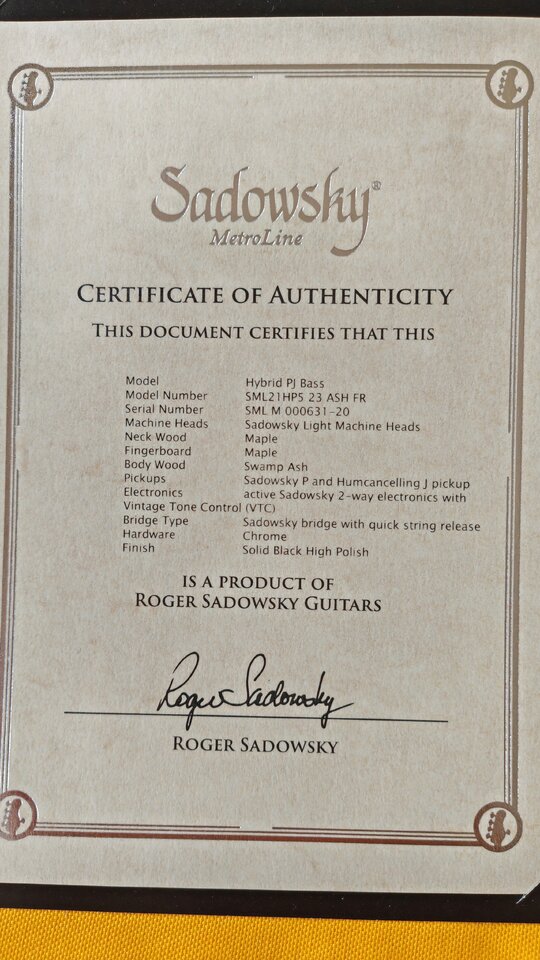 Sadowsky®
MetroLine
CERTIFICATE OF AUTHENTICITY
THIS DOCUMENT CERTIFIES THAT THIS
Model Hybrid PJ Bass
Model Number SML21HP5 23 ASH FR
Serial Number SML M 000631-20
Machine Heads Sadowsky Light Machine Heads
Neck Wood Maple
Fingerboard Maple
Body Wood Swamp Ash
Pickups Sadowsky P and Humcancelling J pickup
Electronics active Sadowsky 2-way electronics with
Vintage Tone Control (VTC)
Bridge Type Sadowsky bridge with quick string release
Hardware Chrome
Finish Solid Black High Polish
IS A PRODUCT OF
ROGER SADOWSKY GUITARS
Roger Sadowsky
ROGER SADOWSKY